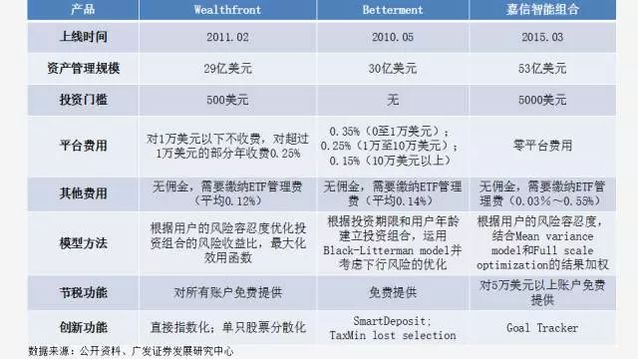 产品 Wealthfront Betterment 嘉信智能组合
上线时间 2011.02 2010.05 2015.03
资产管理规模 29亿美元 30亿美元 53亿美元
投资门槛 500美元 无 5000美元
平台费用
对1万美元以下不收费，对超过
1万美元的部分年收费0.25%
0.35%（0至1万美元）；
0.25%（1万至10万美元）；
0.15%（10万美元以上）
零平台费用
其他费用
无佣金，需要缴纳ETF管理
费（平均0.12%）
无佣金，需要缴纳ETF管理
费（平均0.14%）
无佣金，需要缴纳ETF管理
费（0.03%～0.55%）
模型方法
根据用户的风险容忍度优化投
资组合的风险收益比，最大化
效用函数
根据投资期限和用户年龄
建立投资组合，运用
Black-Litterman model并
考虑下行风险的优化
根据用户的风险容忍度，
结合Mean variance
model和Full scale
optimization的结果加权
节税功能
对所有账户免费提供
免费提供
对5万美元以上账户免费
提供
创新功能
直接指数化；单只股票分散化
SmartDeposit;
TaxMin lost selection
Goal Tracker
数据来源：公开资料、广发证券发展研究中心